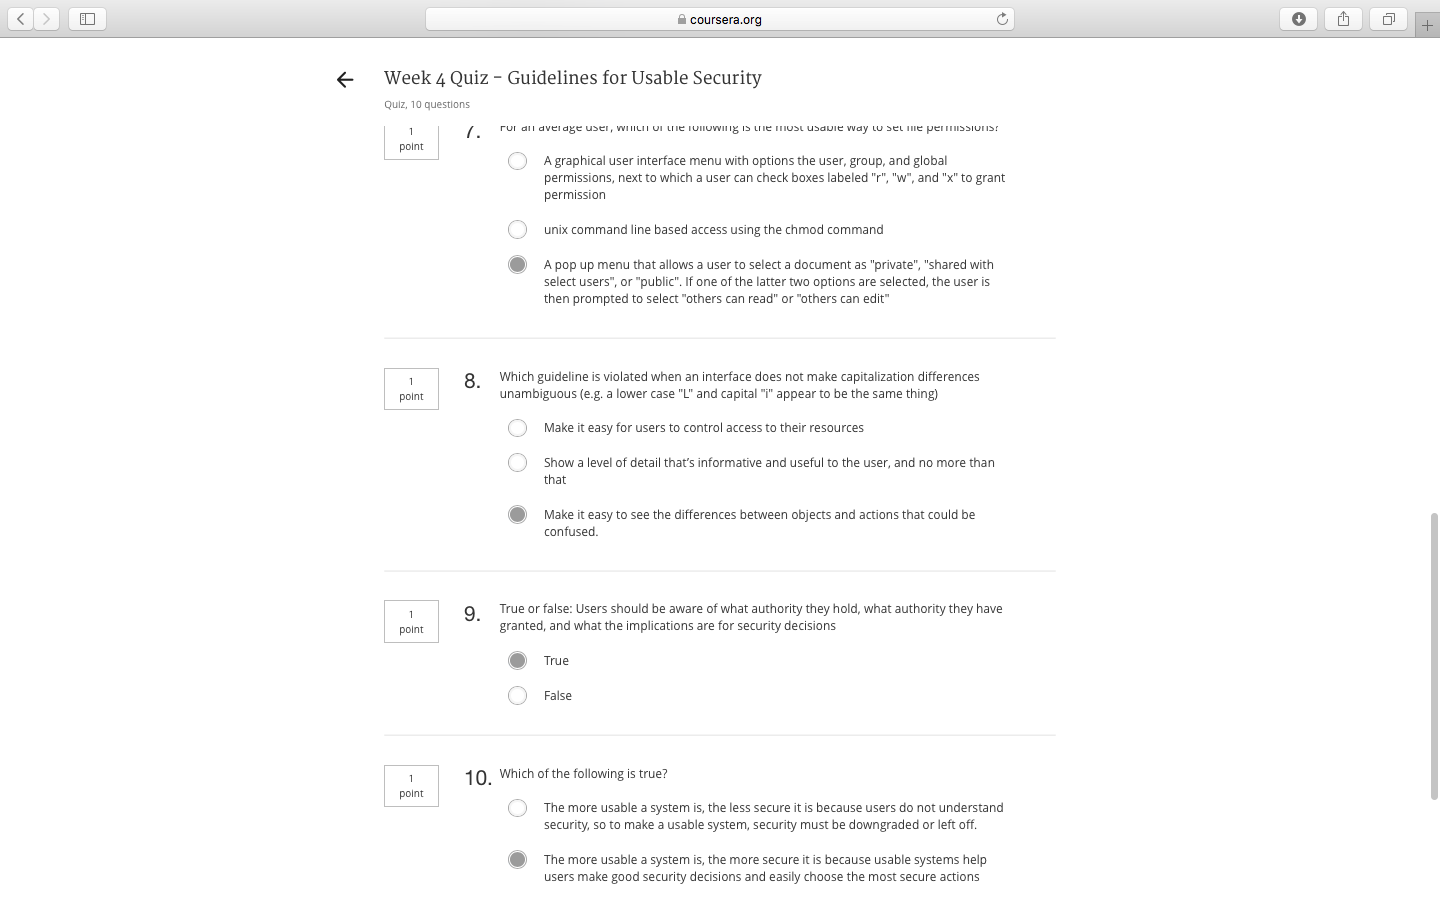 coursera.org
Week 4 Quiz - Guidelines for Usable Security
Quiz, 10 questions
1
point
7.
For an average user, which of the following is the most usable way to set file permissions?
A graphical user interface menu with options the user, group, and global
permissions, next to which a user can check boxes labeled "r", "w", and "x" to grant
permission
unix command line based access using the chmod command
A pop up menu that allows a user to select a document as "private", "shared with
select users", or "public". If one of the latter two options are selected, the user is
then prompted to select "others can read" or "others can edit"
1
point
8.
Which guideline is violated when an interface does not make capitalization differences
unambiguous (e.g. a lower case "L" and capital "i" appear to be the same thing)
Make it easy for users to control access to their resources
Show a level of detail that’s informative and useful to the user, and no more than
that
Make it easy to see the differences between objects and actions that could be
confused.
1
point
9.
True or false: Users should be aware of what authority they hold, what authority they have
granted, and what the implications are for security decisions
True
False
1
point
10.
Which of the following is true?
The more usable a system is, the less secure it is because users do not understand
security, so to make a usable system, security must be downgraded or left off.
The more usable a system is, the more secure it is because usable systems help
users make good security decisions and easily choose the most secure actions